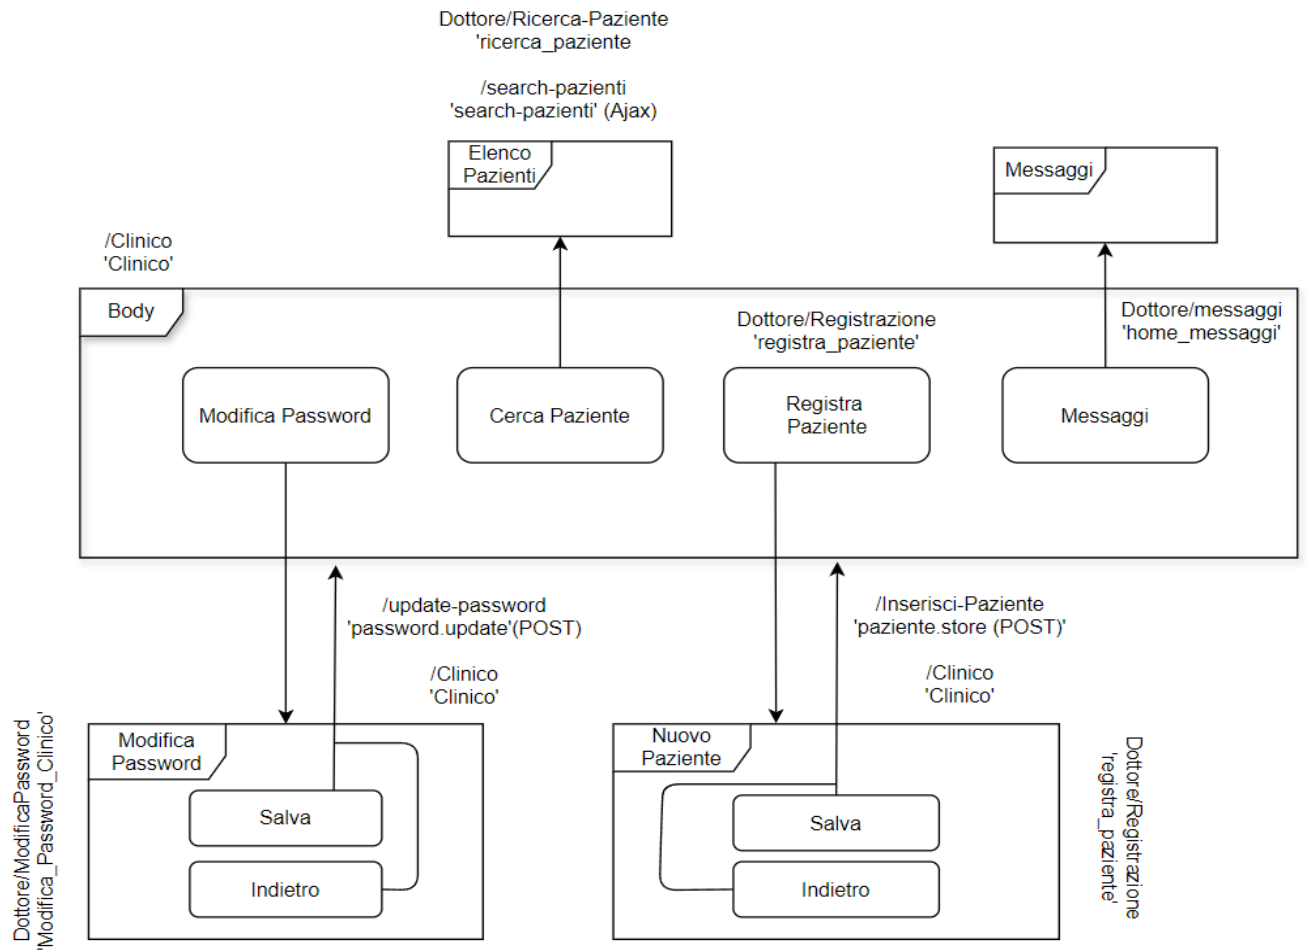 Dottore/Ricerca-Paziente
'ricerca_paziente
/search-pazienti
'search-pazienti' (Ajax)
Elenco
Pazienti
Messaggi
/Clinico
'Clinico'
Body
Dottore/Registrazione
'registra_paziente'
Dottore/messaggi
'home_messaggi'
Modifica Password
Cerca Paziente
Registra
Paziente
Messaggi
/update-password
'password.update'(POST)
/Clinico
'Clinico'
/Inserisci-Paziente
'paziente.store (POST)'
/Clinico
'Clinico'
Dottore/ModificaPassword
'Modifica_Password_Clinico'
Modifica
Password
Salva
Indietro
Nuovo
Paziente
Salva
Indietro
Dottore/Registrazione
'registra_paziente'